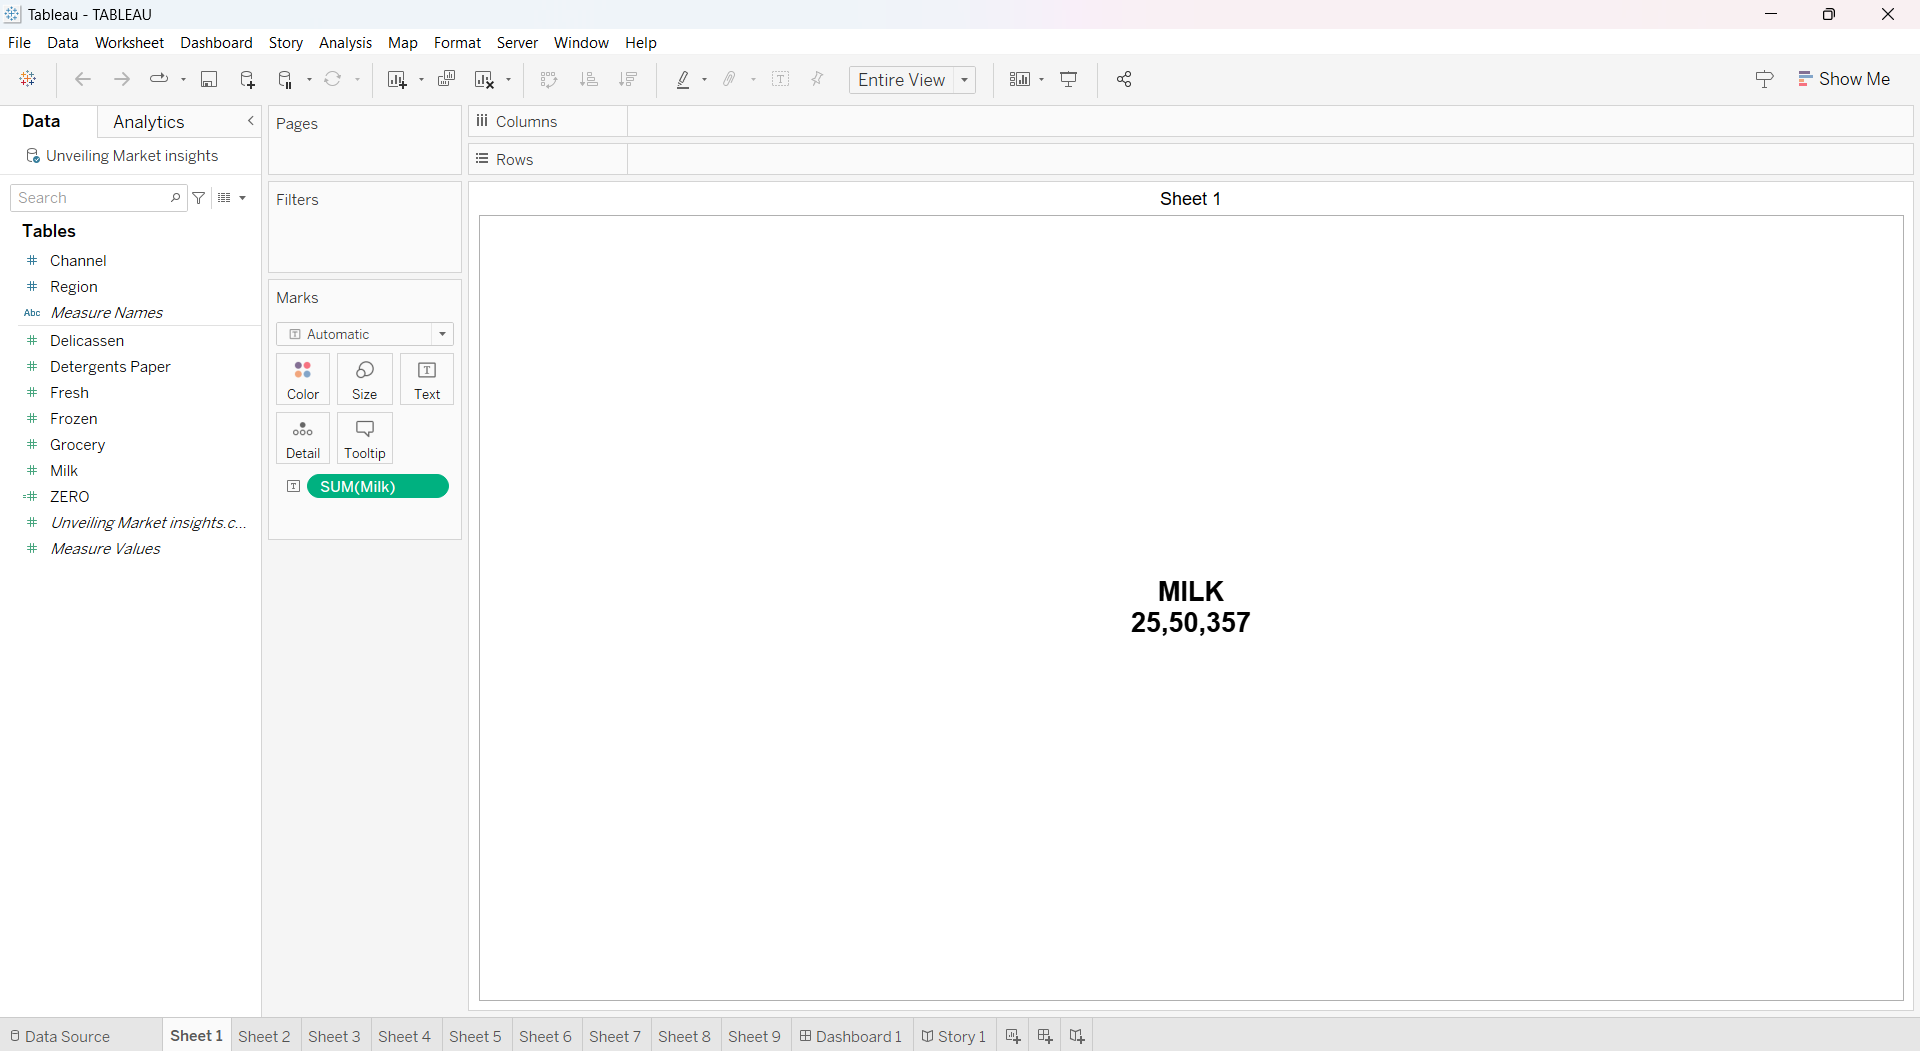 Tableau - TABLEAU
File Data Worksheet Dashboard Story Analysis Map Format Server Window Help
Entire View
Show Me
Data Analytics
Unveiling Market insights
Search
Tables
Channel
Region
Abc Measure Names
Delicassen
Detergents Paper
Fresh
Frozen
Grocery
Milk
ZERO
Unveiling Market insights.c...
Measure Values
Pages
Filters
Marks
Automatic
Color Size Text
Detail Tooltip
SUM(Milk)
Columns
Rows
Sheet 1
MILK
25,50,357
Data Source Sheet 1 Sheet 2 Sheet 3 Sheet 4 Sheet 5 Sheet 6 Sheet 7 Sheet 8 Sheet 9 Dashboard 1 Story 1